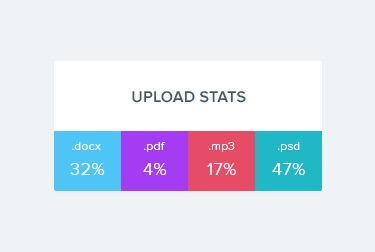 UPLOAD STATS
.docx .pdf .mp3 .psd
32% 4% 17% 47%